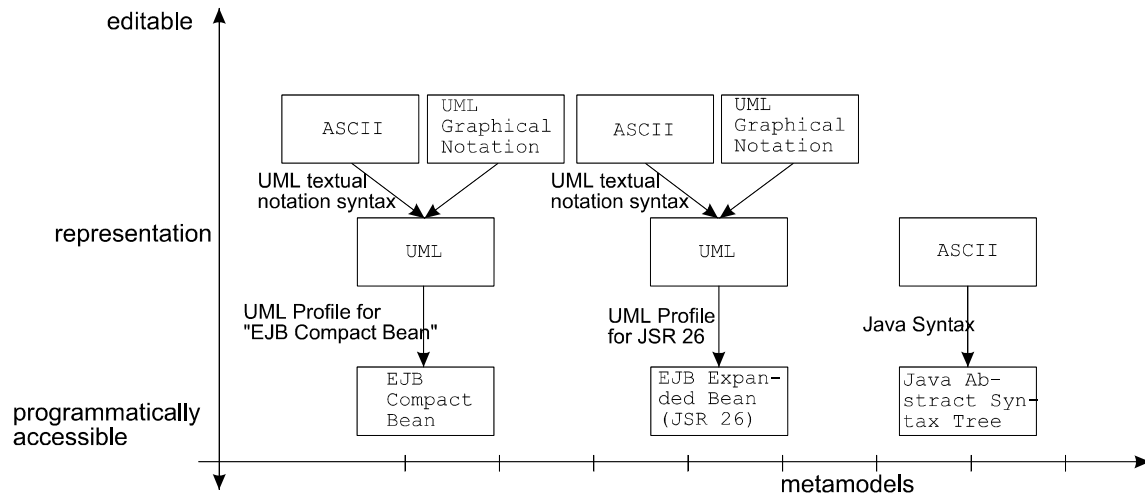 editable
ASCII
UML
Graphical
Notation
ASCII
UML
Graphical
Notation
UML textual
notation syntax
UML textual
notation syntax
representation
UML
UML
ASCII
UML Profile for
"EJB Compact Bean"
UML Profile
for JSR 26
Java Syntax
programmatically
accessible
EJB
Compact
Bean
EJB Expan-
ded Bean
(JSR 26)
Java Ab-
stract Syn-
tax Tree
metamodels